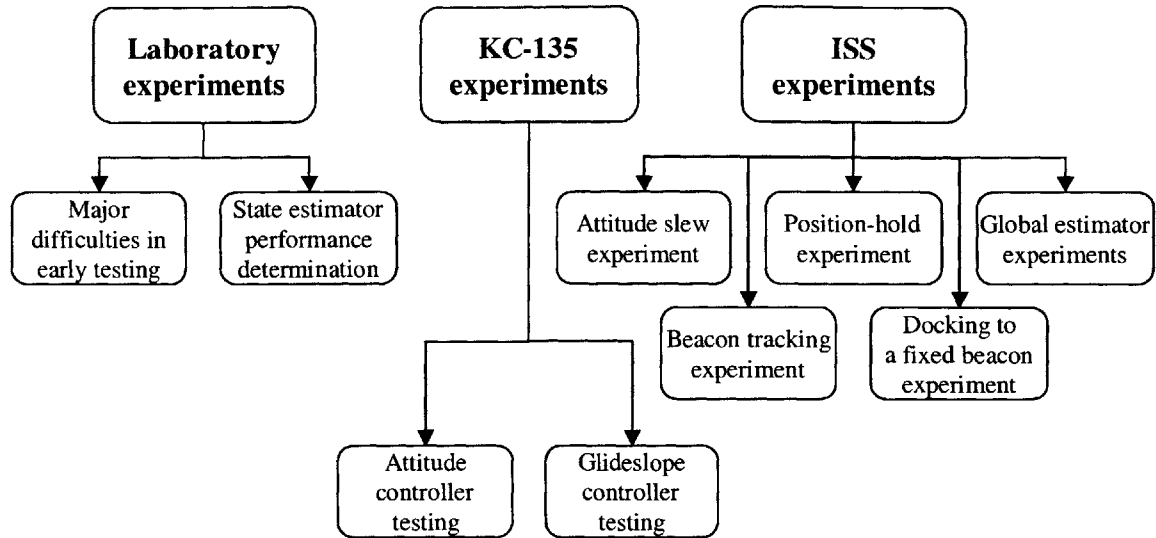 Laboratory
experiments
KC-135
experiments
ISS
experiments
Major
difficulties in
early testing
State estimator
performance
determination
Attitude slew
experiment
Position-hold
experiment
Global estimator
experiments
Beacon tracking
experiment
Docking to
a fixed beacon
experiment
Attitude
controller
testing
Glideslope
controller
testing